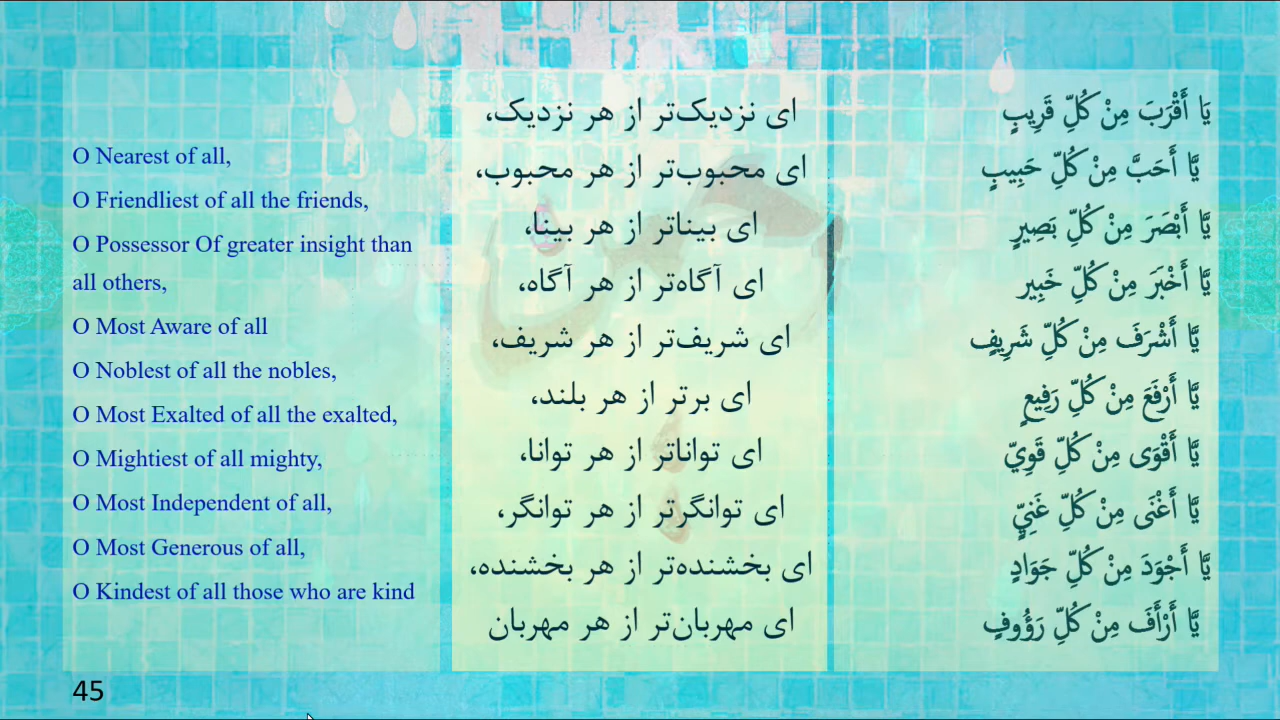 O Nearest of all,
O Friendliest of all the friends,
O Possessor Of greater insight than
all others,
O Most Aware of all
O Noblest of all the nobles,
O Most Exalted of all the exalted,
O Mightiest of all mighty,
O Most Independent of all,
O Most Generous of all,
O Kindest of all those who are kind
ای نزدیک‌تر از هر نزدیک،
ای محبوب‌تر از هر محبوب،
ای بیناتر از هر بینا،
ای آگاه‌تر از هر آگاه،
ای شریف‌تر از هر شریف،
ای برتر از هر بلند،
ای تواناتر از هر توانا،
ای توانگرتر از هر توانگر،
ای بخشنده‌تر از هر بخشنده،
ای مهربان‌تر از هر مهربان
يَا أَقْرَبَ مِنْ كُلِّ قَرِيبٍ
يَا أَحَبَّ مِنْ كُلِّ حَبِيبٍ
يَا أَبْصَرَ مِنْ كُلِّ بَصِيرٍ
يَا أَخْبَرَ مِنْ كُلِّ خَبِير
يَا أَشْرَفَ مِنْ كُلِّ شَرِيفٍ
يَا أَرْفَعَ مِنْ كُلِّ رَفِيعٍ
يَا أَقْوَى مِنْ كُلِّ قَوِيّ
يَا أَغْنَى مِنْ كُلِّ غَنِيٍّ
يَا أَجْوَدَ مِنْ كُلِّ جَوَادٍ
يَا أَرْأَفَ مِنْ كُلِّ رَؤُوفٍ
45